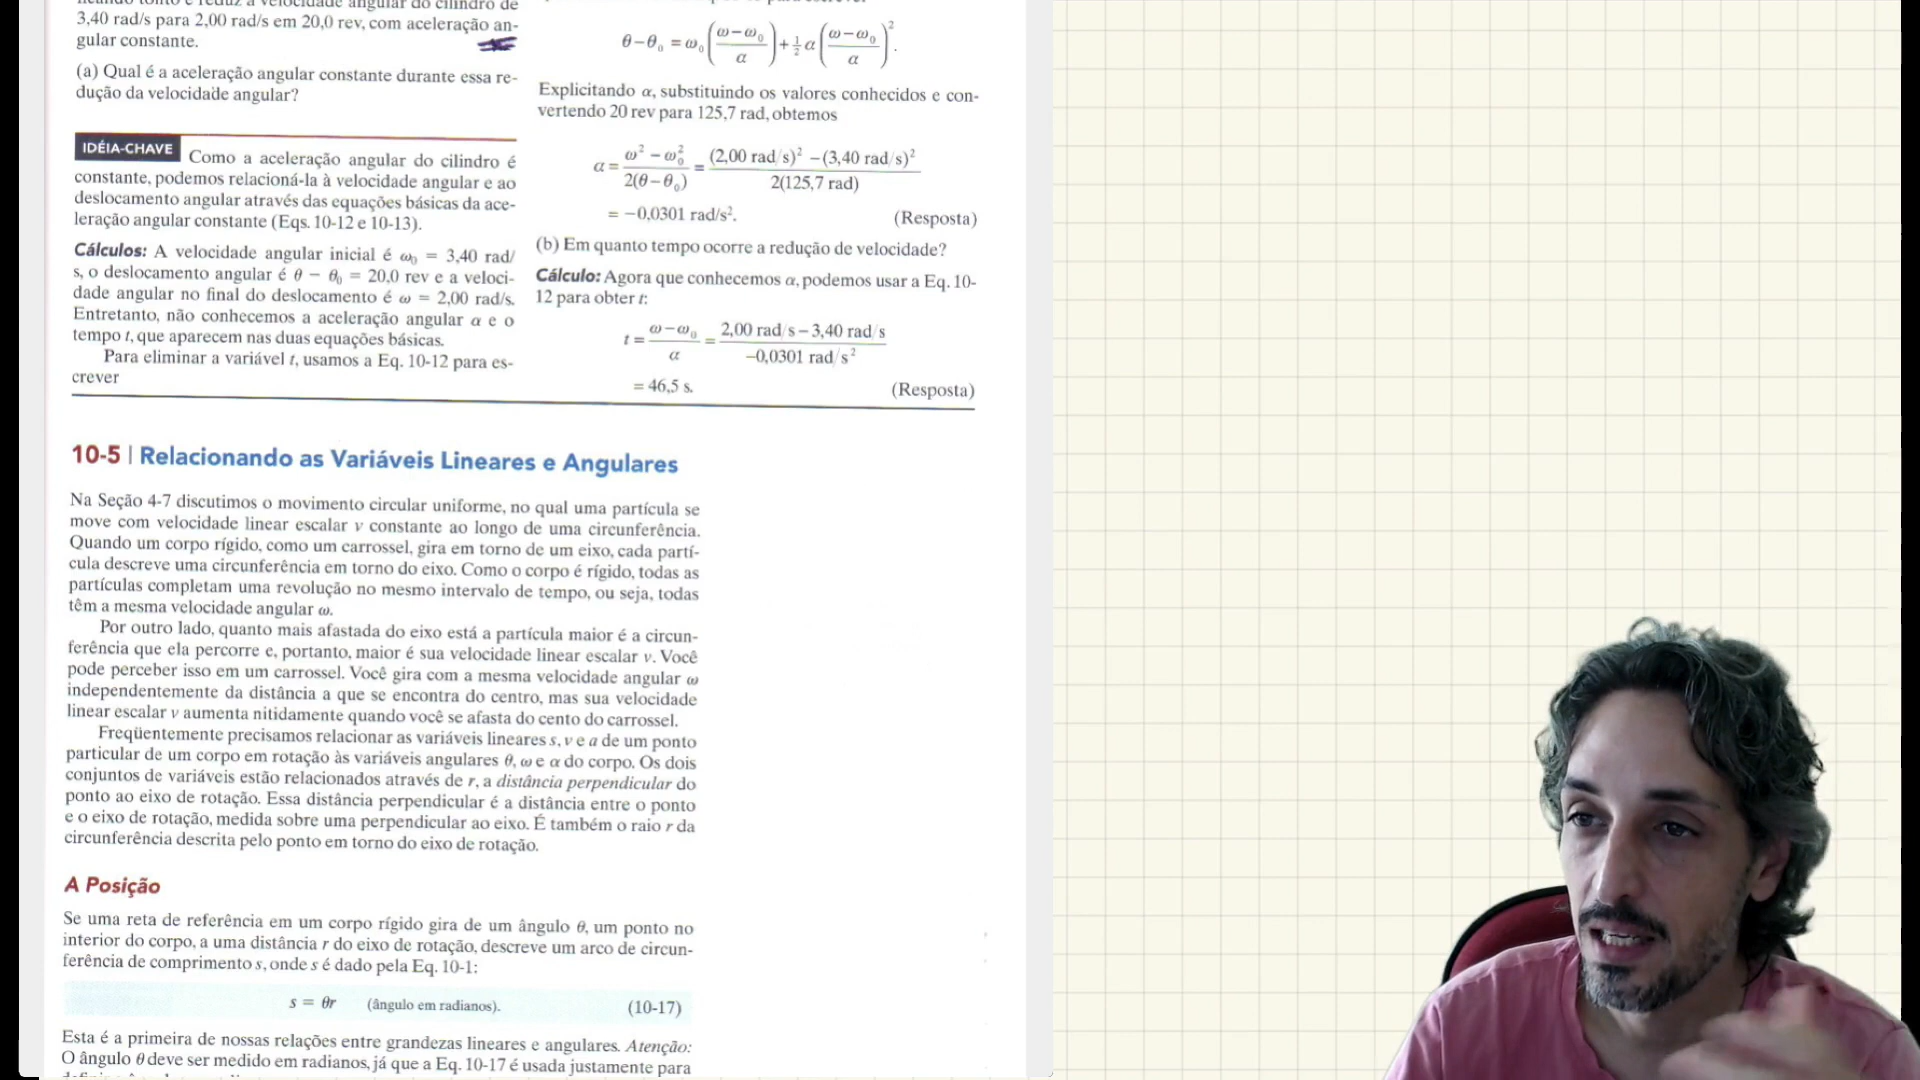 3,40 rad/s para 2,00 rad/s em 20,0 rev, com aceleração an-
gular constante.
(a) Qual é a aceleração angular constante durante essa re-
dução da velocidade angular?
IDÉIA-CHAVE Como a aceleração angular do cilindro é
constante, podemos relacioná-la à velocidade angular e ao
deslocamento angular através das equações básicas da ace-
leração angular constante (Eqs. 10-12 e 10-13).
Cálculos: A velocidade angular inicial é ω₀ = 3,40 rad/
s, o deslocamento angular é θ − θ₀ = 20,0 rev e a veloci-
dade angular no final do deslocamento é ω = 2,00 rad/s.
Entretanto, não conhecemos a aceleração angular α e o
tempo t, que aparecem nas duas equações básicas.
Para eliminar a variável t, usamos a Eq. 10-12 para es-
crever
θ−θ₀ = ω₀((ω−ω₀)/α) + ½ α((ω−ω₀)/α)².
Explicitando α, substituindo os valores conhecidos e con-
vertendo 20 rev para 125,7 rad, obtemos
α = (ω² − ω₀²)/(2(θ−θ₀)) = ((2,00 rad/s)² − (3,40 rad/s)²)/(2(125,7 rad))
= −0,0301 rad/s². (Resposta)
(b) Em quanto tempo ocorre a redução de velocidade?
Cálculo: Agora que conhecemos α, podemos usar a Eq. 10-
12 para obter t:
t = (ω−ω₀)/α = (2,00 rad/s − 3,40 rad/s)/(−0,0301 rad/s²)
= 46,5 s. (Resposta)
10-5 | Relacionando as Variáveis Lineares e Angulares
Na Seção 4-7 discutimos o movimento circular uniforme, no qual uma partícula se
move com velocidade linear escalar v constante ao longo de uma circunferência.
Quando um corpo rígido, como um carrossel, gira em torno de um eixo, cada partí-
cula descreve uma circunferência em torno do eixo. Como o corpo é rígido, todas as
partículas completam uma revolução no mesmo intervalo de tempo, ou seja, todas
têm a mesma velocidade angular ω.
Por outro lado, quanto mais afastada do eixo está a partícula maior é a circun-
ferência que ela percorre e, portanto, maior é sua velocidade linear escalar v. Você
pode perceber isso em um carrossel. Você gira com a mesma velocidade angular ω
independentemente da distância a que se encontra do centro, mas sua velocidade
linear escalar v aumenta nitidamente quando você se afasta do cento do carrossel.
Freqüentemente precisamos relacionar as variáveis lineares s, v e a de um ponto
particular de um corpo em rotação às variáveis angulares θ, ω e α do corpo. Os dois
conjuntos de variáveis estão relacionados através de r, a distância perpendicular do
ponto ao eixo de rotação. Essa distância perpendicular é a distância entre o ponto
e o eixo de rotação, medida sobre uma perpendicular ao eixo. É também o raio r da
circunferência descrita pelo ponto em torno do eixo de rotação.
A Posição
Se uma reta de referência em um corpo rígido gira de um ângulo θ, um ponto no
interior do corpo, a uma distância r do eixo de rotação, descreve um arco de circun-
ferência de comprimento s, onde s é dado pela Eq. 10-1:
s = θr (ângulo em radianos). (10-17)
Esta é a primeira de nossas relações entre grandezas lineares e angulares. Atenção:
O ângulo θ deve ser medido em radianos, já que a Eq. 10-17 é usada justamente para